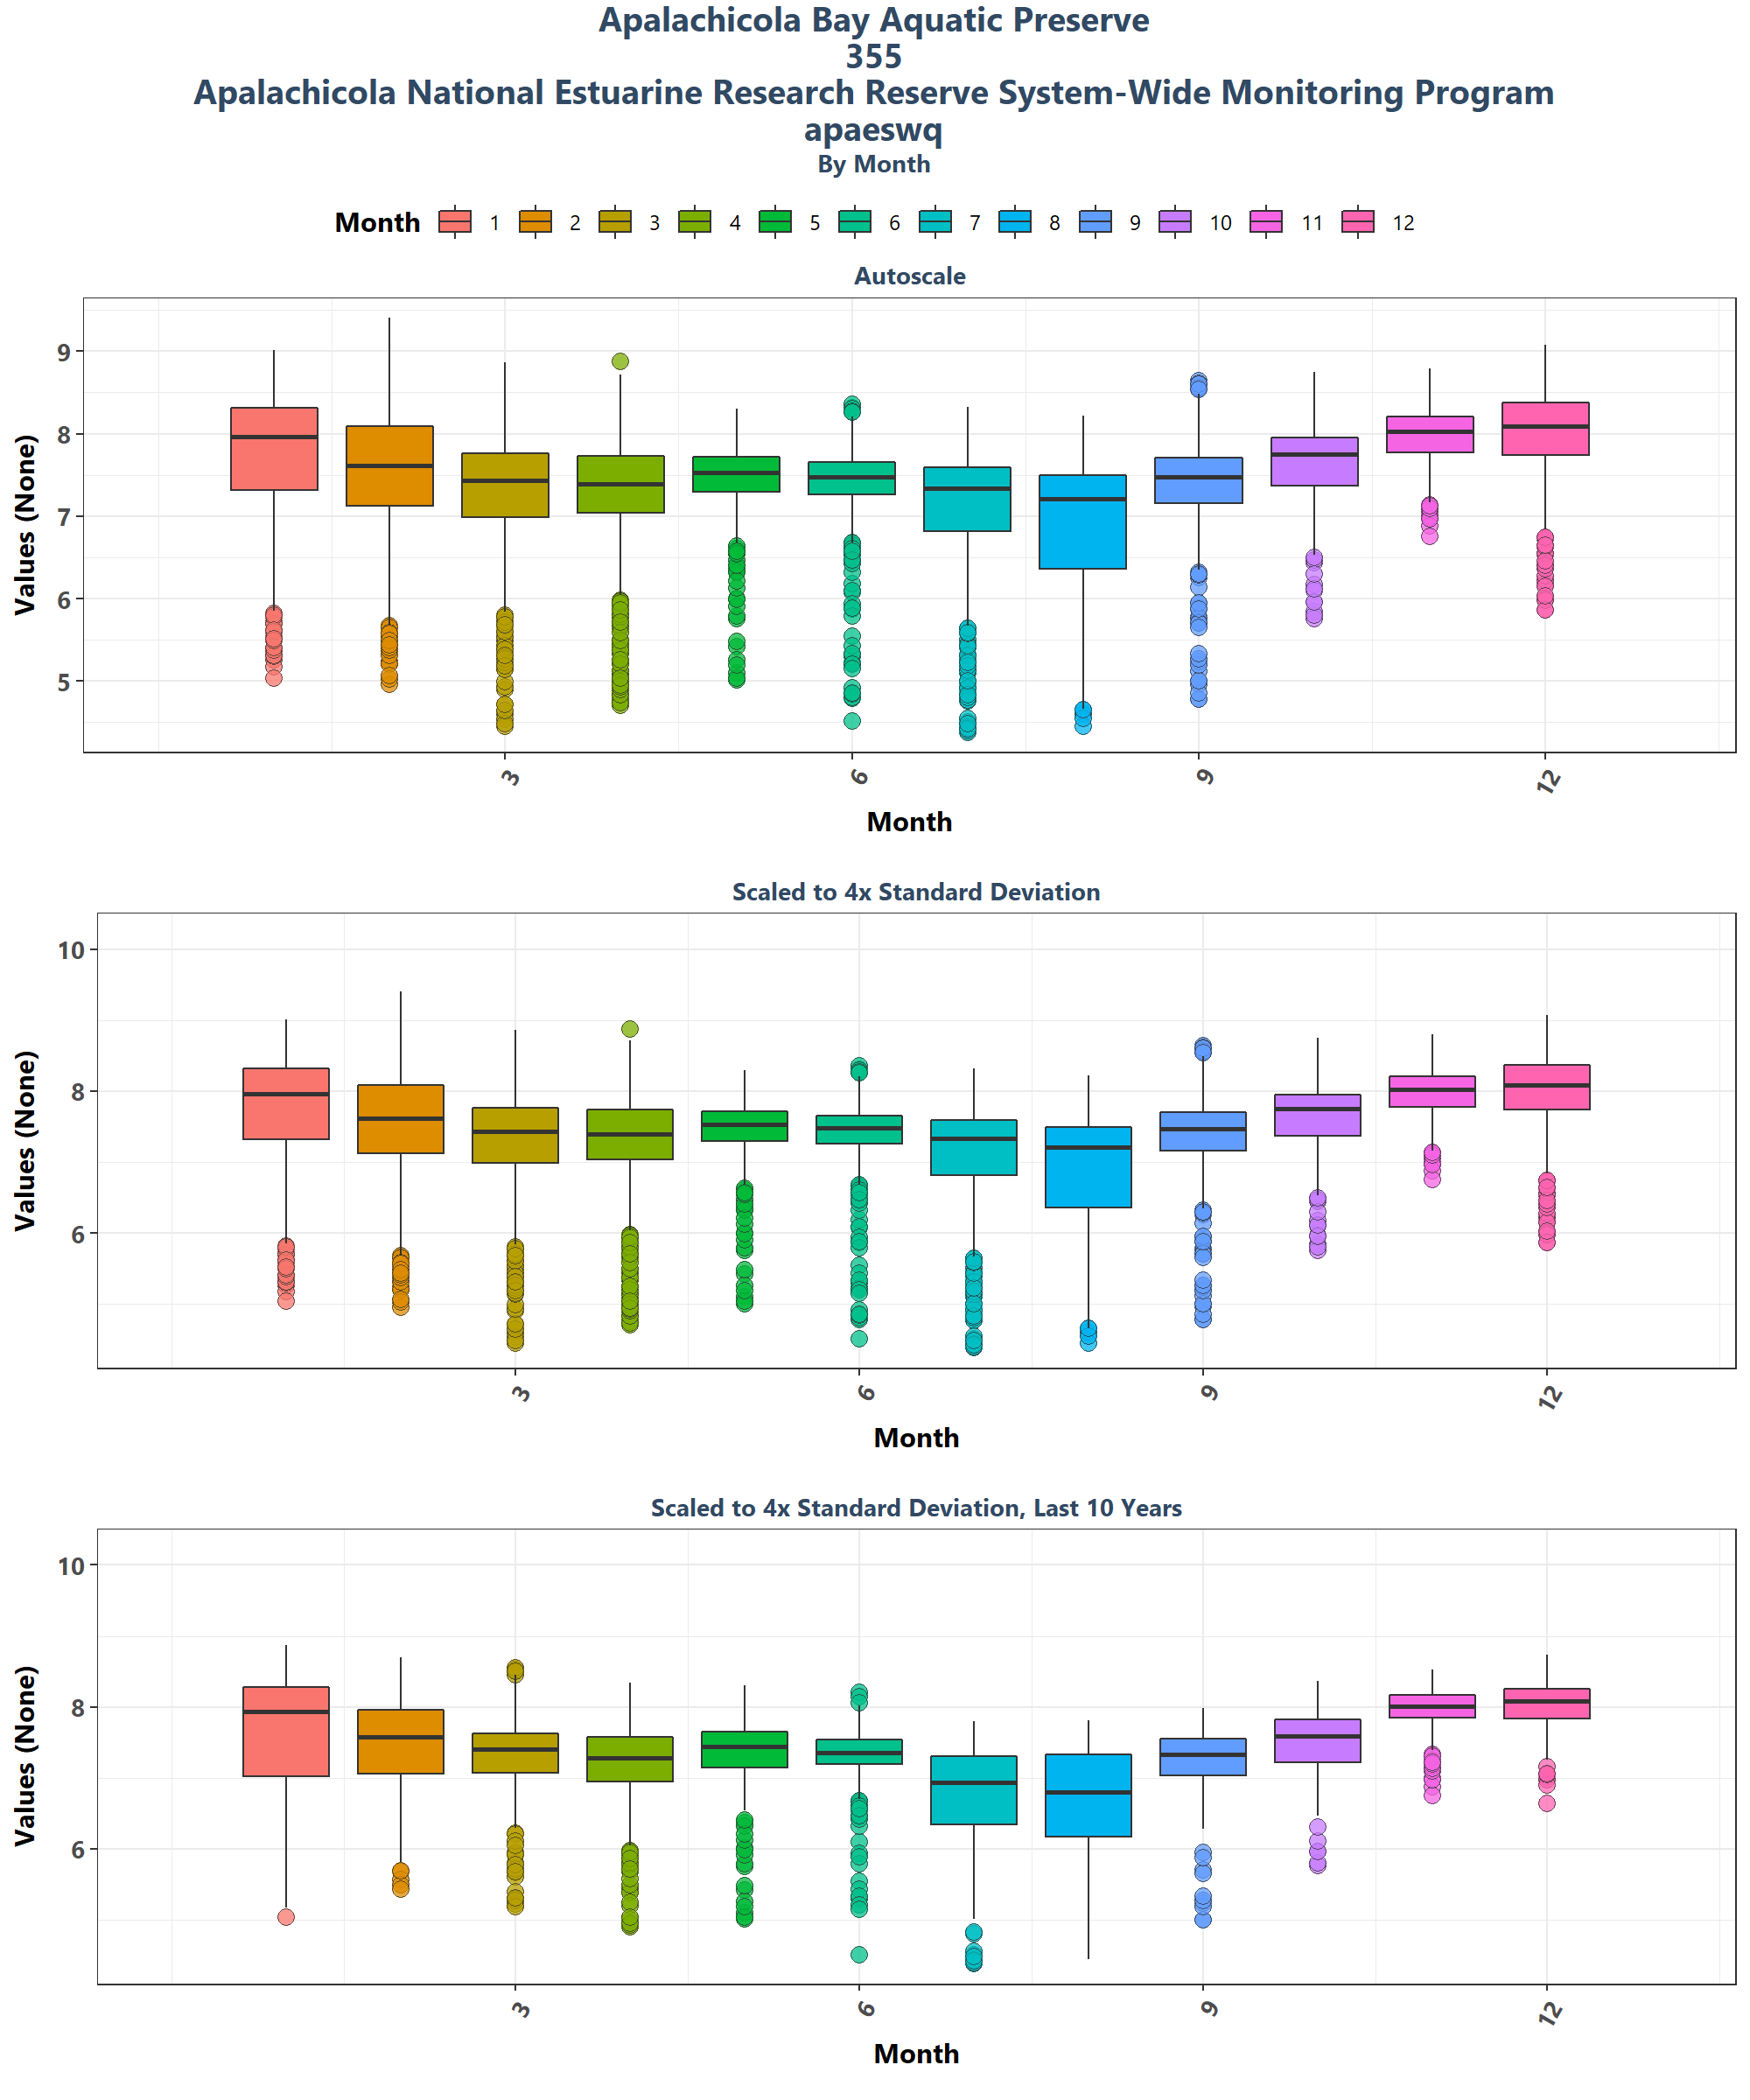 Apalachicola Bay Aquatic Preserve
355
Apalachicola National Estuarine Research Reserve System-Wide Monitoring Program
apaeswq
By Month
Month 1 2 3 4 5 6 7 8 9 10 11 12
Autoscale
Values (None)
9
8
7
6
5
3 6 9 12
Month
Scaled to 4x Standard Deviation
Values (None)
10
8
6
3 6 9 12
Month
Scaled to 4x Standard Deviation, Last 10 Years
Values (None)
10
8
6
3 6 9 12
Month